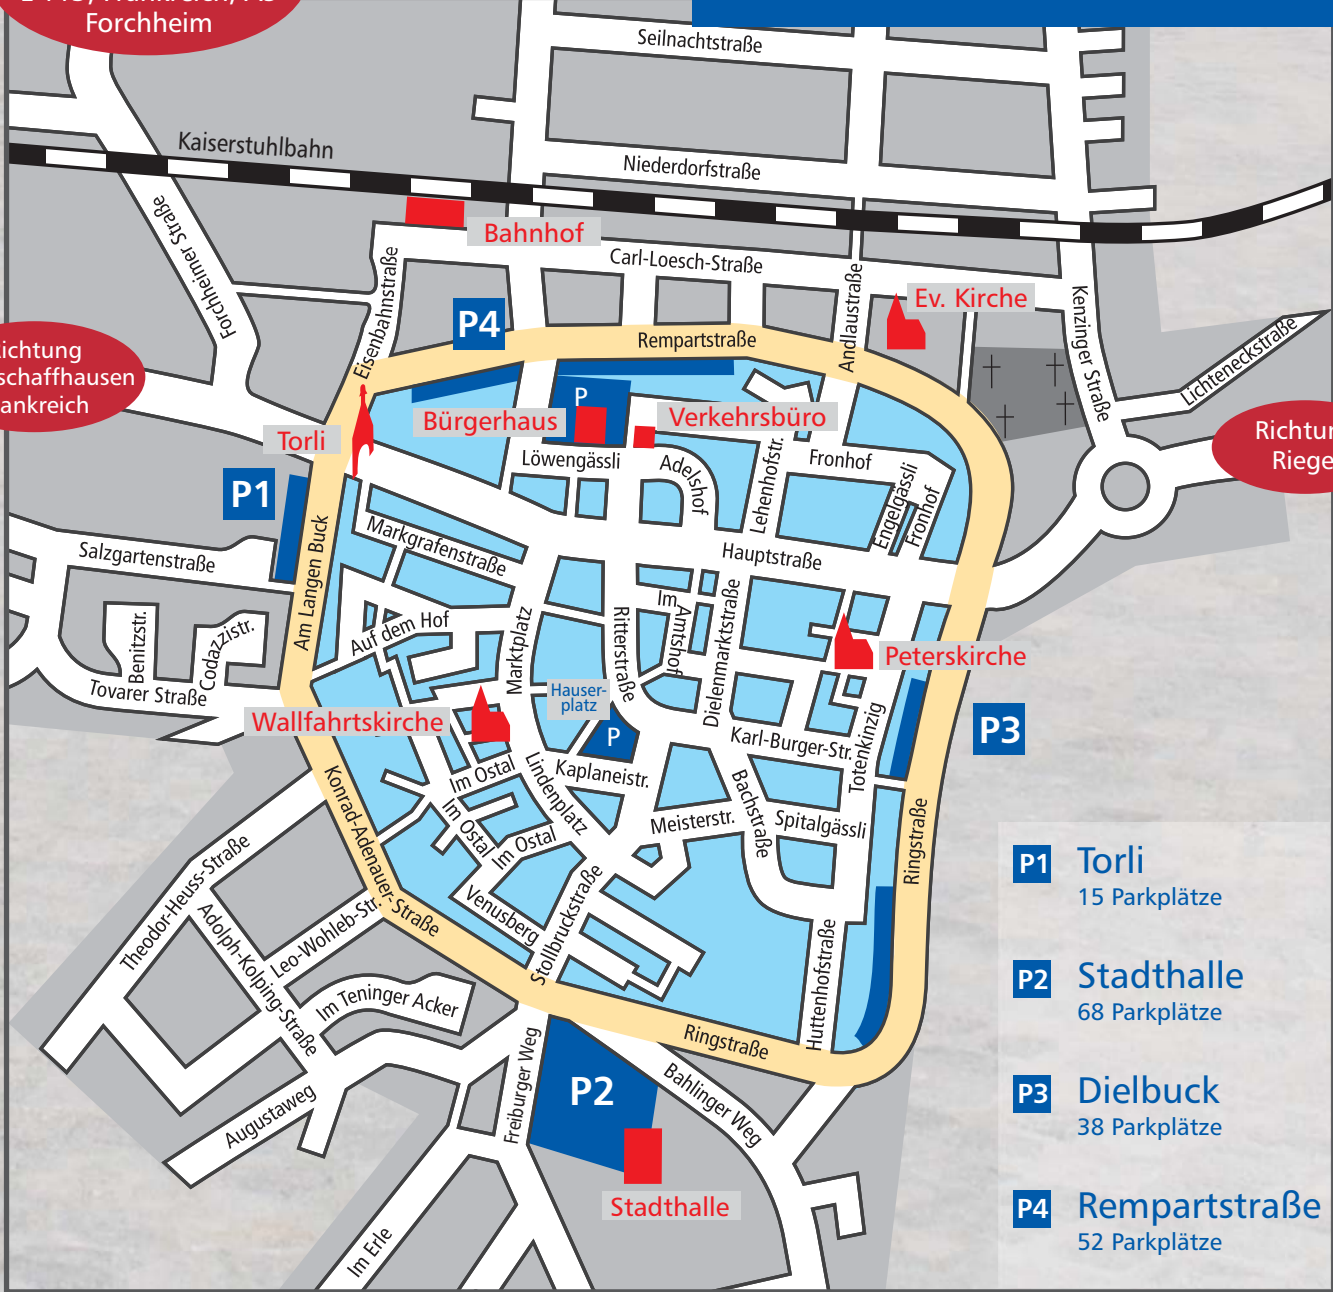 Forchheim
Seilnachtstraße
Kaiserstuhlbahn
Niederdorfstraße
Forchheimer Straße
Bahnhof
Eisenbahnstraße
Carl-Loesch-Straße
Andlaustraße
Ev. Kirche
Kenzinger Straße
Lichteneckstraße
P4
Rempartstraße
schaffhausen
ankreich
P
Bürgerhaus
Verkehrsbüro
Torli
Riege
P1
Löwengässli
Adelshof
Lehenhofstr.
Fronhof
Engelgässli
Fronhof
Salzgartenstraße
Am Langen Buck
Markgrafenstraße
Hauptstraße
Benitzstr.
Codazistr.
Tovarer Straße
Auf dem Hof
Marktplatz
Ritterstraße
Im
Amtshof
Dielenmarktstraße
Peterskirche
Hauser-
platz
Wallfahrtskirche
P
P3
Karl-Burger-Str.
Totenkinzig
Im Ostal
Lindenplatz
Kaplaneistr.
Konrad-Adenauer-Straße
Im Ostal
Im Ostal
Meisterstr.
Bachstraße
Spitalgässli
Ringstraße
Theodor-Heuss-Straße
Adolph-Kolping-Straße
Leo-Wohleb-Str.
Venusberg
Stollbruckstraße
Huttenhofstraße
Im Teninger Acker
Ringstraße
Augustaweg
Freiburger Weg
P2
Bahlinger Weg
Stadthalle
Im Erle
P1 Torli
15 Parkplätze
P2 Stadthalle
68 Parkplätze
P3 Dielbuck
38 Parkplätze
P4 Rempartstraße
52 Parkplätze